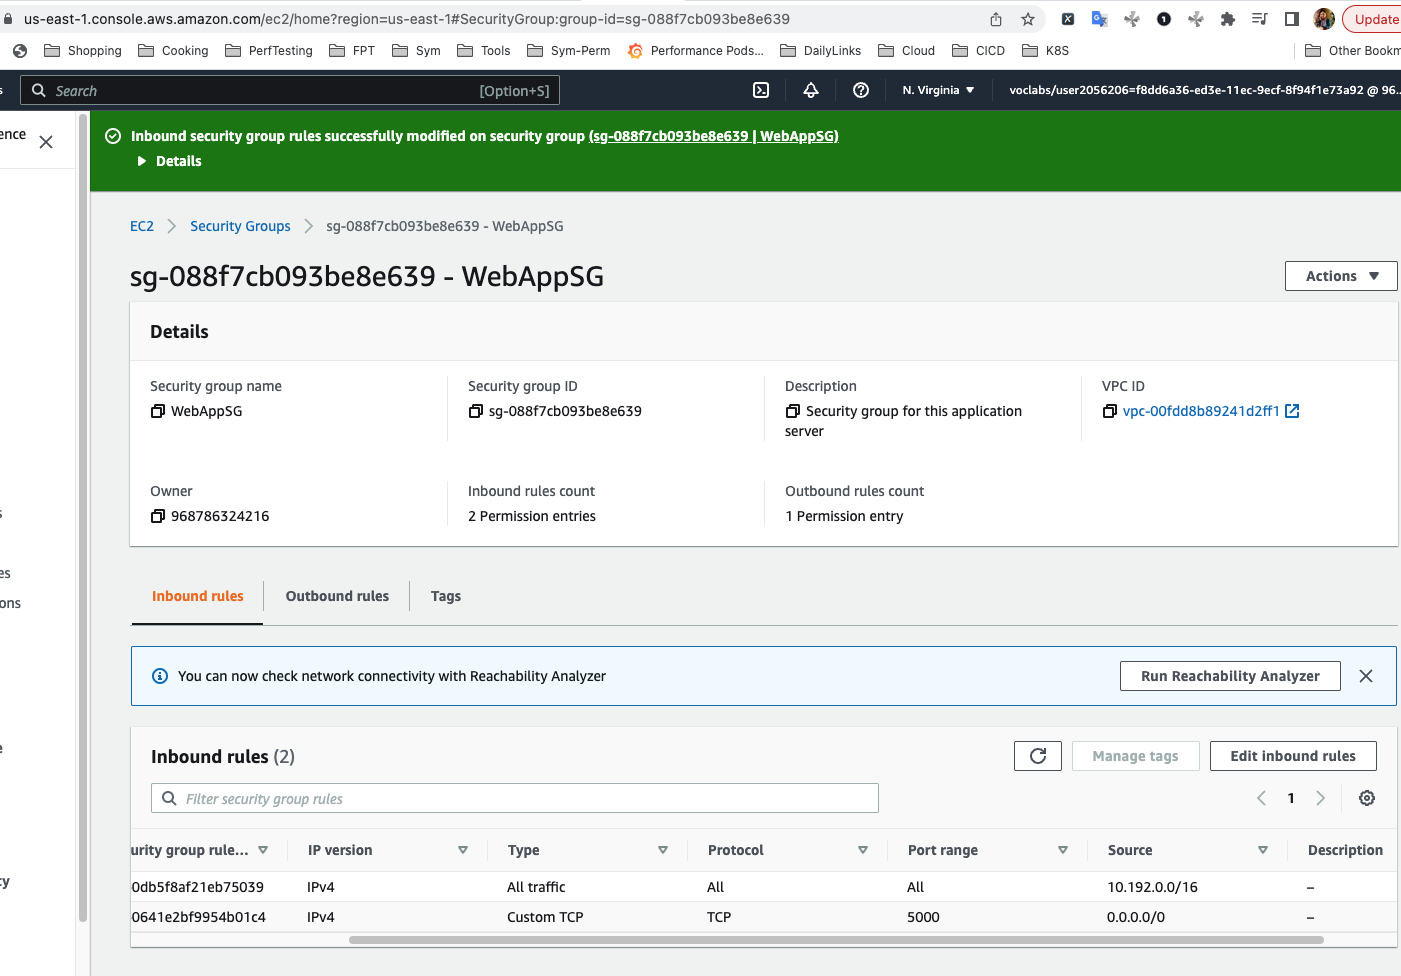 us-east-1.console.aws.amazon.com/ec2/home?region=us-east-1#SecurityGroup:group-id=sg-088f7cb093be8e639
Update
Shopping
Cooking
PerfTesting
FPT
Sym
Tools
Sym-Perm
Performance Pods...
DailyLinks
Cloud
CICD
K8S
Other Bookm
s
Search
[Option+S]
N. Virginia
voclabs/user2056206=f8dd6a36-ed3e-11ec-9ecf-8f94f1e73a92 @ 96...
ence
Inbound security group rules successfully modified on security group (sg-088f7cb093be8e639 | WebAppSG)
Details
EC2
Security Groups
sg-088f7cb093be8e639 - WebAppSG
sg-088f7cb093be8e639 - WebAppSG
Actions
Details
Security group name
WebAppSG
Security group ID
sg-088f7cb093be8e639
Description
Security group for this application
server
VPC ID
vpc-00fdd8b89241d2ff1
Owner
968786324216
Inbound rules count
2 Permission entries
Outbound rules count
1 Permission entry
s
es
ons
e
ty
Inbound rules
Outbound rules
Tags
You can now check network connectivity with Reachability Analyzer
Run Reachability Analyzer
Inbound rules (2)
Manage tags
Edit inbound rules
Filter security group rules
1
urity group rule... IP version Type Protocol Port range Source Description
0db5f8af21eb75039 IPv4 All traffic All All 10.192.0.0/16 –
0641e2bf9954b01c4 IPv4 Custom TCP TCP 5000 0.0.0.0/0 –